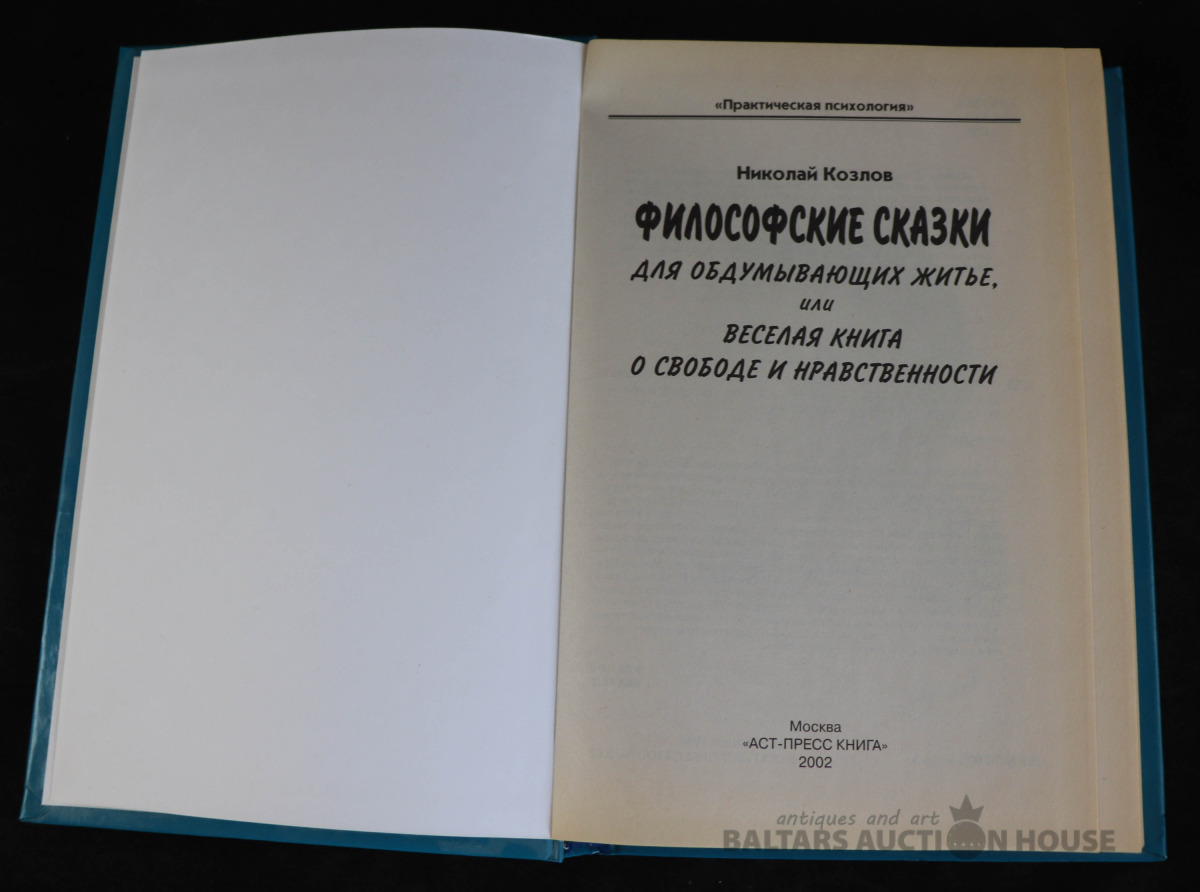 «Практическая психология»
Николай Козлов
ФИЛОСОФСКИЕ СКАЗКИ
ДЛЯ ОБДУМЫВАЮЩИХ ЖИТЬЕ,
ИЛИ
ВЕСЕЛАЯ КНИГА
О СВОБОДЕ И НРАВСТВЕННОСТИ
Москва
«АСТ-ПРЕСС КНИГА»
2002
antiques and art
BALTARS AUCTION HOUSE